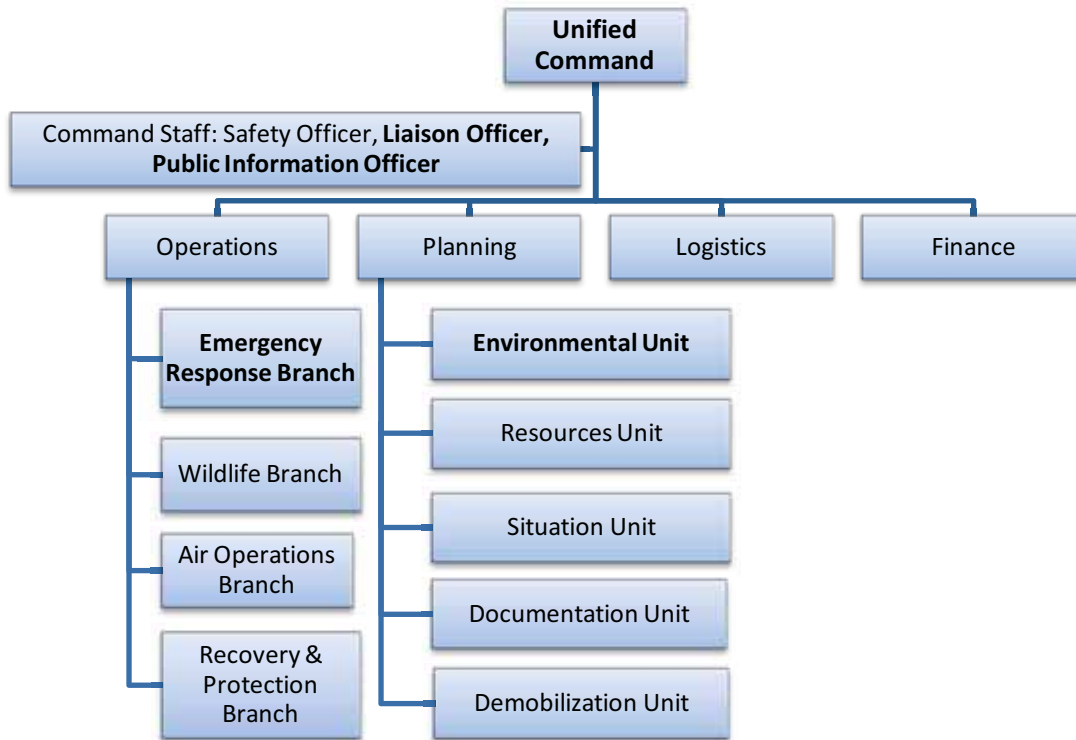 Unified
Command
Command Staff: Safety Officer, Liaison Officer,
Public Information Officer
Operations
Planning
Logistics
Finance
Emergency
Response Branch
Wildlife Branch
Air Operations
Branch
Recovery &
Protection
Branch
Environmental Unit
Resources Unit
Situation Unit
Documentation Unit
Demobilization Unit